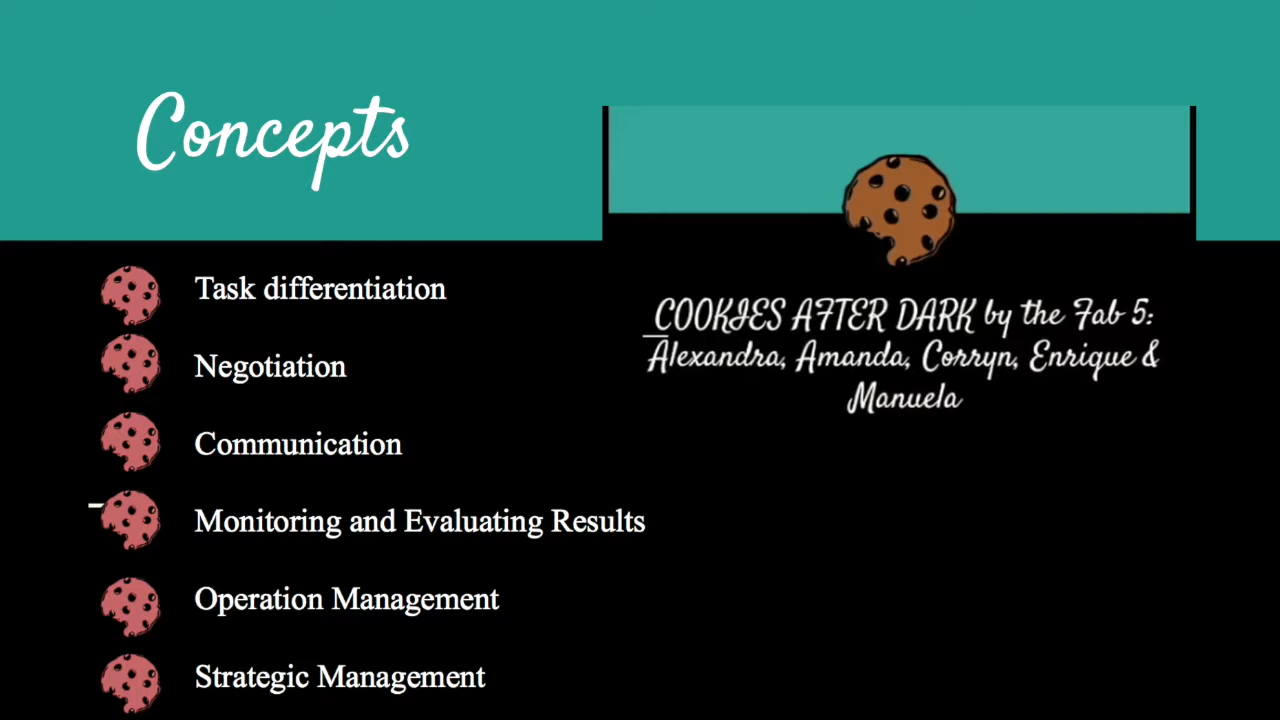 Concepts
Task differentiation
Negotiation
Communication
Monitoring and Evaluating Results
Operation Management
Strategic Management
COOKIES AFTER DARK by the Fab 5:
Alexandra, Amanda, Corryn, Enrique &
Manuela